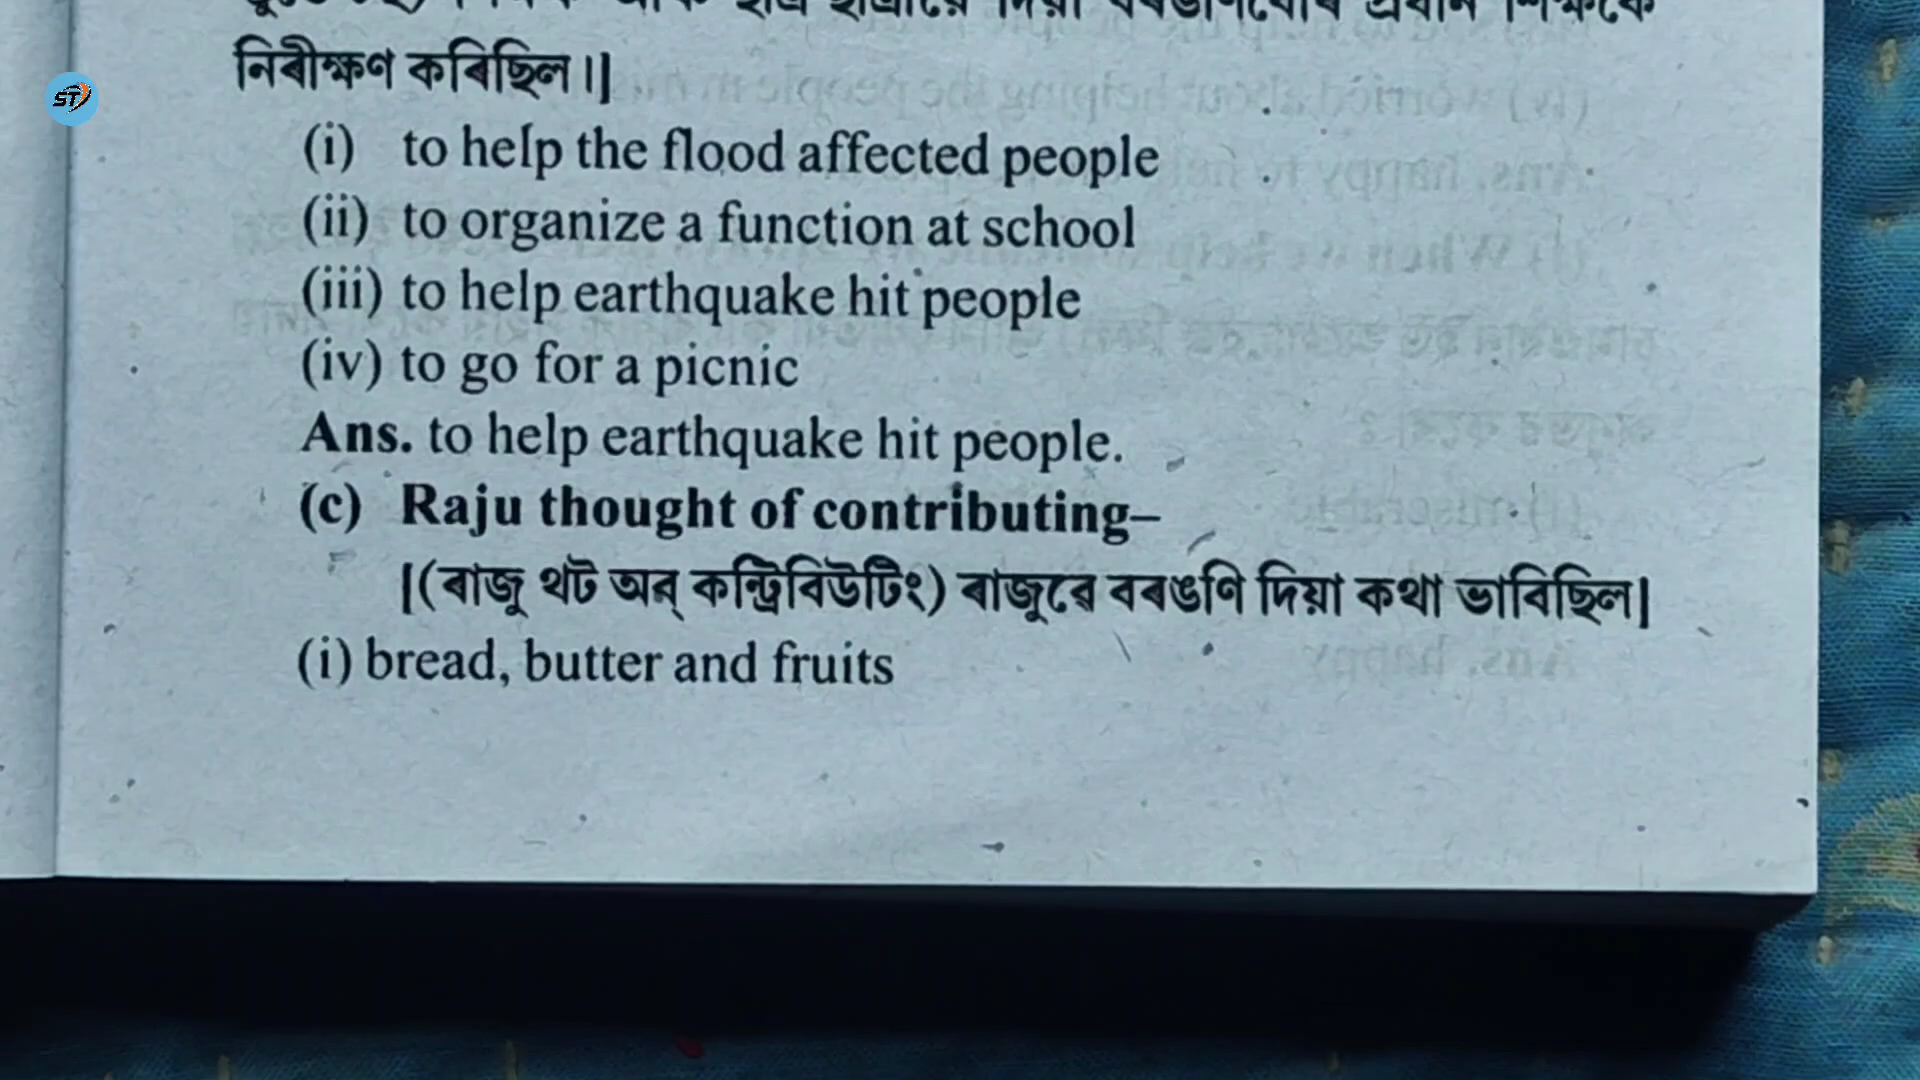 নিৰীক্ষণ কৰিছিল।]
ST
(i) to help the flood affected people
(ii) to organize a function at school
(iii) to help earthquake hit people
(iv) to go for a picnic
Ans. to help earthquake hit people.
(c) Raju thought of contributing–
[(ৰাজু থট অৱ্ কন্ট্ৰিবিউটিং) ৰাজুৱে বৰঙণি দিয়া কথা ভাবিছিল]
(i) bread, butter and fruits